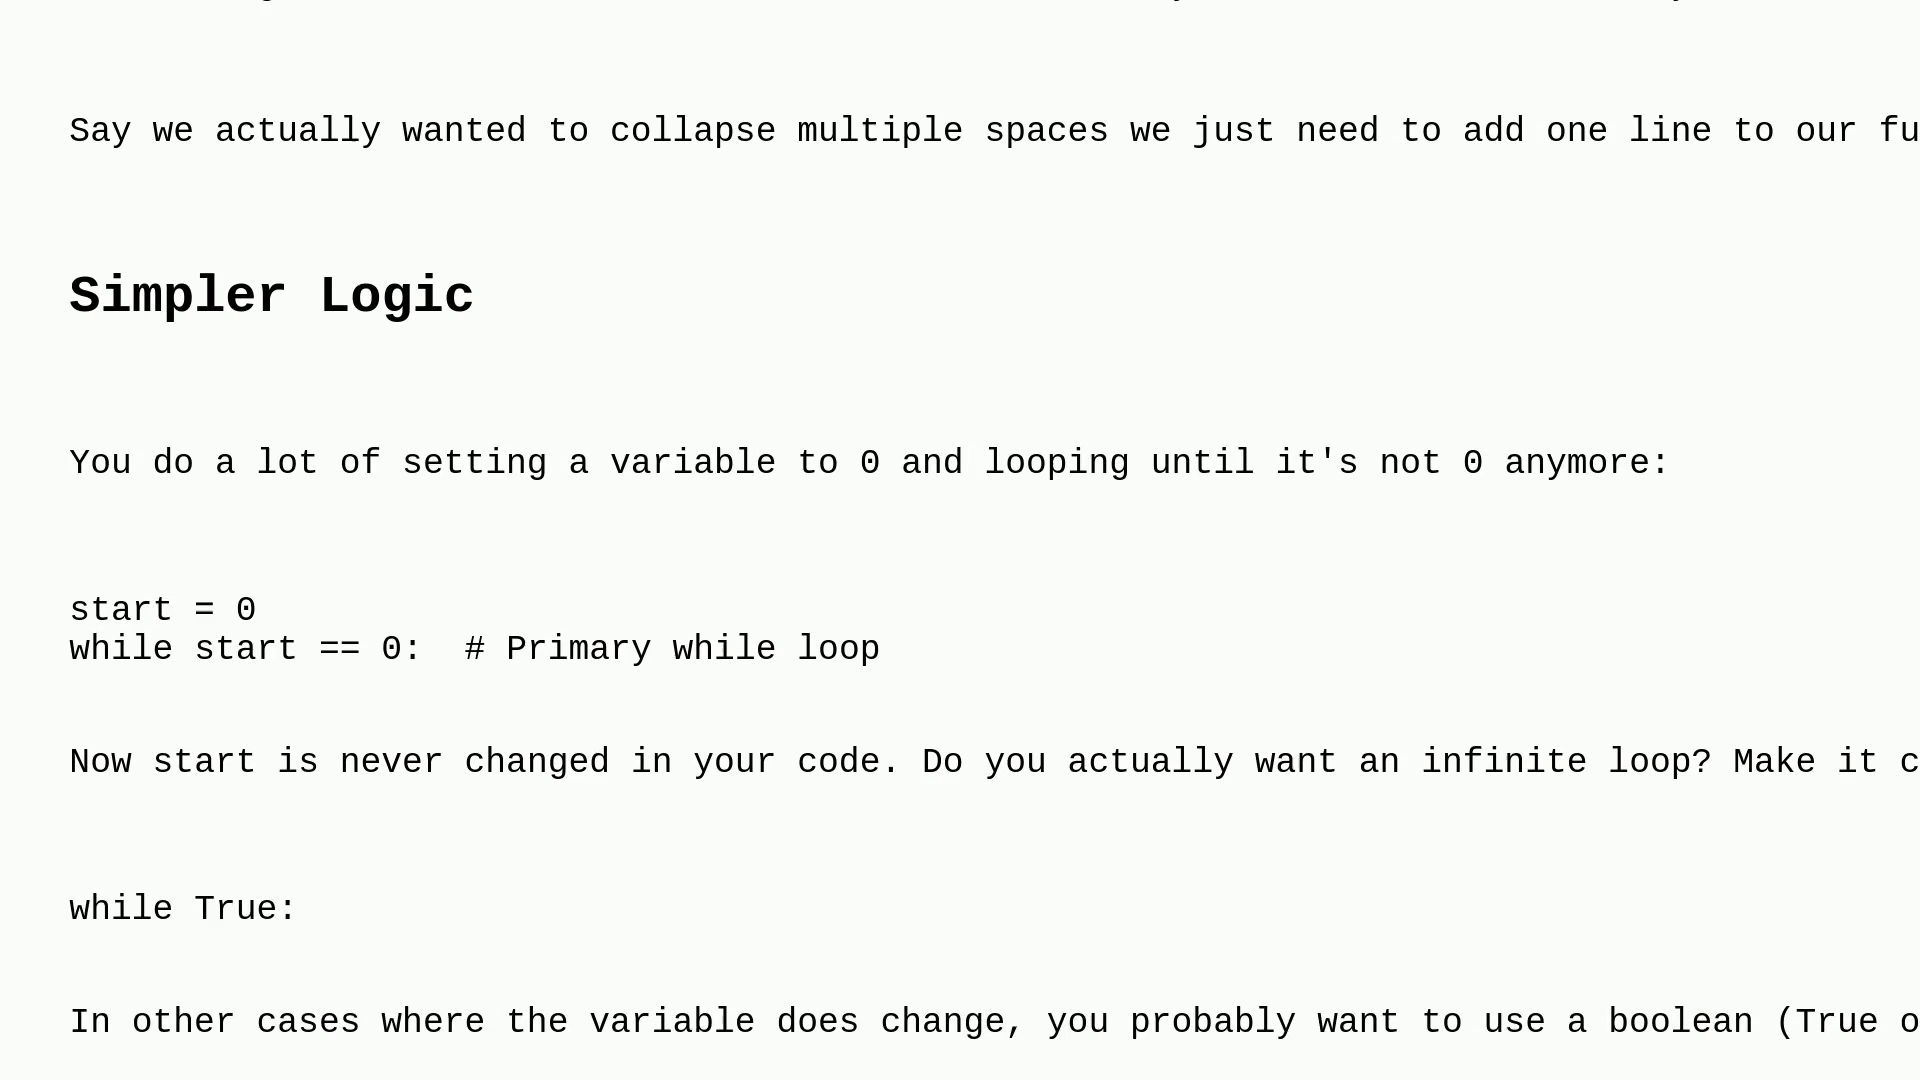 Say we actually wanted to collapse multiple spaces we just need to add one line to our fu
Simpler Logic
You do a lot of setting a variable to 0 and looping until it's not 0 anymore:
start = 0
while start == 0:  # Primary while loop
Now start is never changed in your code. Do you actually want an infinite loop? Make it c
while True:
In other cases where the variable does change, you probably want to use a boolean (True o